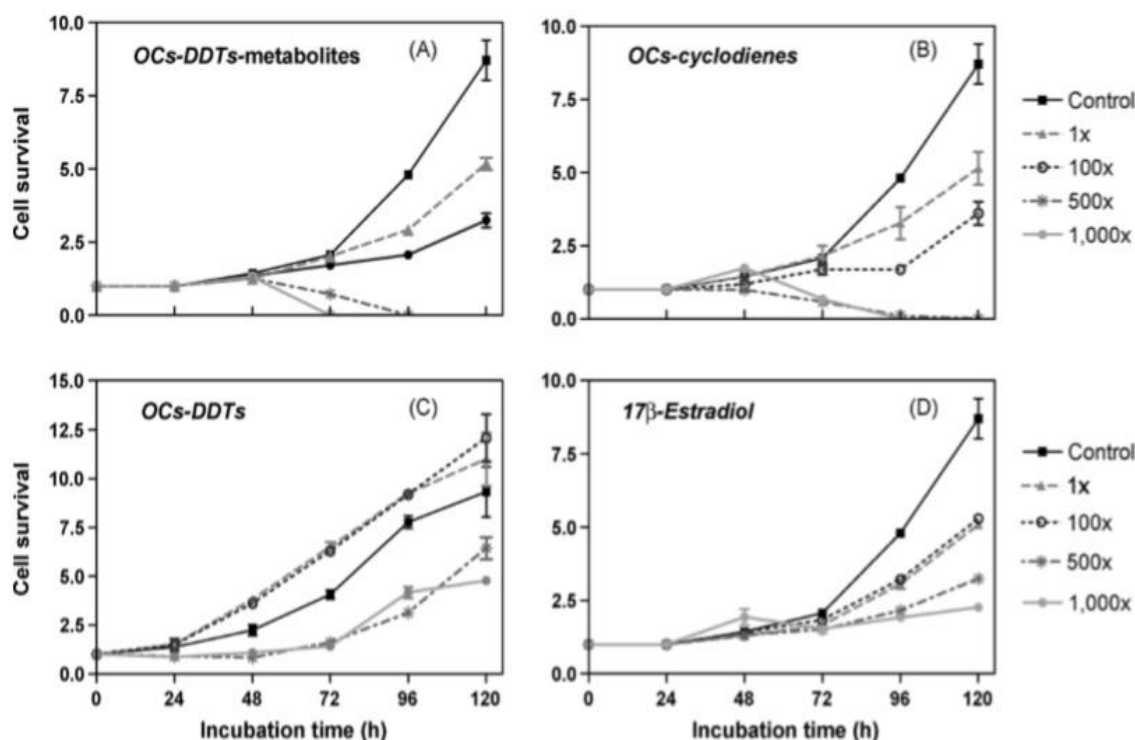 OCs-DDTs-metabolites
(A)
Cell survival
10.0
7.5
5.0
2.5
0.0
OCs-cyclodienes
(B)
10.0
7.5
5.0
2.5
0.0
Control
1x
100x
500x
1,000x
OCs-DDTs
(C)
Cell survival
15.0
12.5
10.0
7.5
5.0
2.5
0.0
0
24
48
72
96
120
Incubation time (h)
17β-Estradiol
(D)
10.0
7.5
5.0
2.5
0.0
0
24
48
72
96
120
Incubation time (h)
Control
1x
100x
500x
1,000x